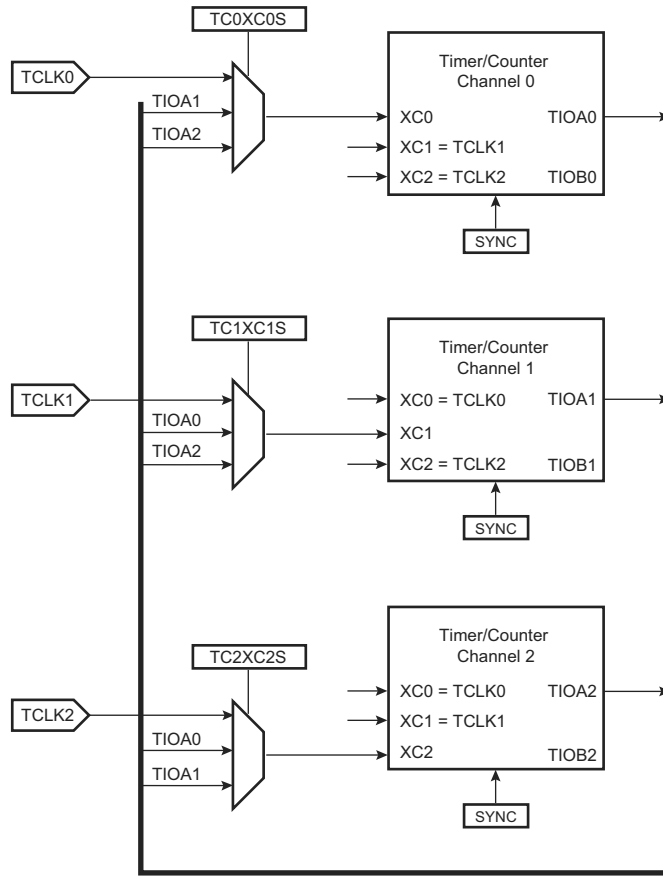 TC0XC0S
TCLK0
TIOA1
TIOA2
Timer/Counter
Channel 0
XC0
TIOA0
XC1 = TCLK1
XC2 = TCLK2
TIOB0
SYNC
TC1XC1S
TCLK1
TIOA0
TIOA2
Timer/Counter
Channel 1
XC0 = TCLK0
TIOA1
XC1
XC2 = TCLK2
TIOB1
SYNC
TC2XC2S
TCLK2
TIOA0
TIOA1
Timer/Counter
Channel 2
XC0 = TCLK0
TIOA2
XC1 = TCLK1
XC2
TIOB2
SYNC